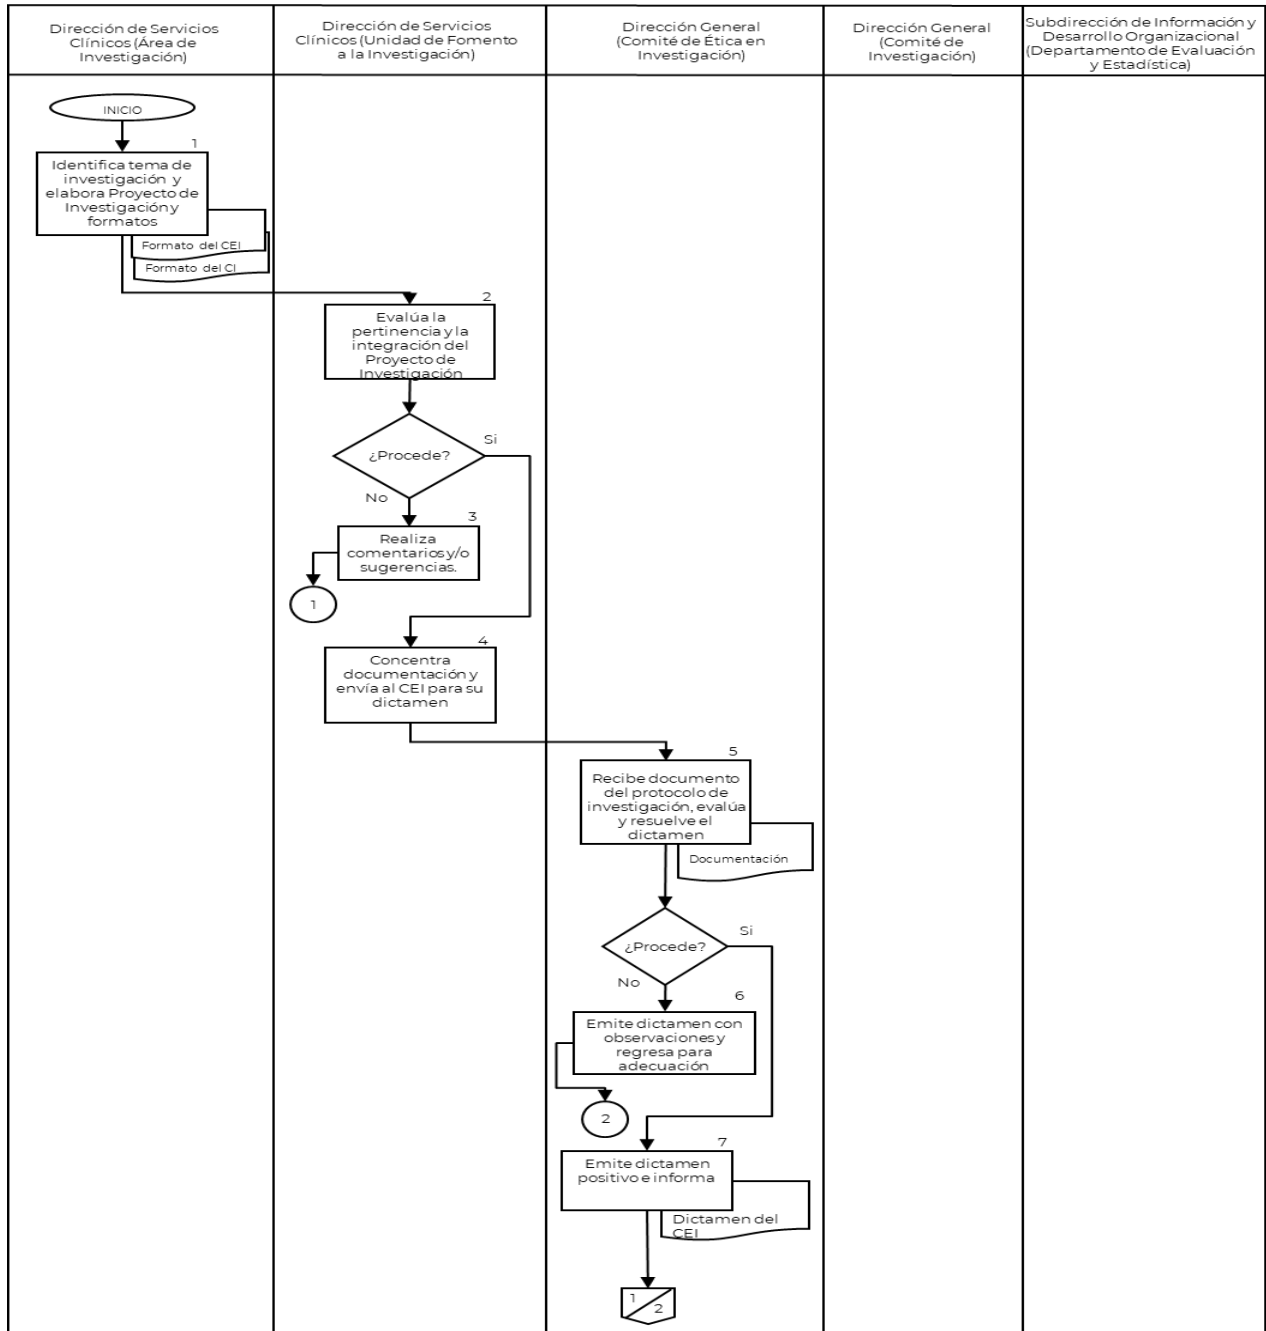 Dirección de Servicios
Clínicos (Área de
Investigación)
Dirección de Servicios
Clínicos (Unidad de Fomento
a la Investigación)
Dirección General
(Comité de Ética en
Investigación)
Dirección General
(Comité de
Investigación)
Subdirección de Información y
Desarrollo Organizacional
(Departamento de Evaluación
y Estadística)
INICIO
1
Identifica tema de
investigación y
elabora Proyecto de
Investigación y
formatos
Formato del CEI
Formato del CI
2
Evalúa la
pertinencia y la
integración del
Proyecto de
Investigación
¿Procede?
Si
No
3
Realiza
comentarios y/o
sugerencias.
1
4
Concentra
documentación y
envía al CEI para su
dictamen
5
Recibe documento
del protocolo de
investigación, evalúa
y resuelve el
dictamen
Documentación
¿Procede?
Si
No
6
Emite dictamen con
observaciones y
regresa para
adecuación
2
7
Emite dictamen
positivo e informa
Dictamen del
CEI
1
2